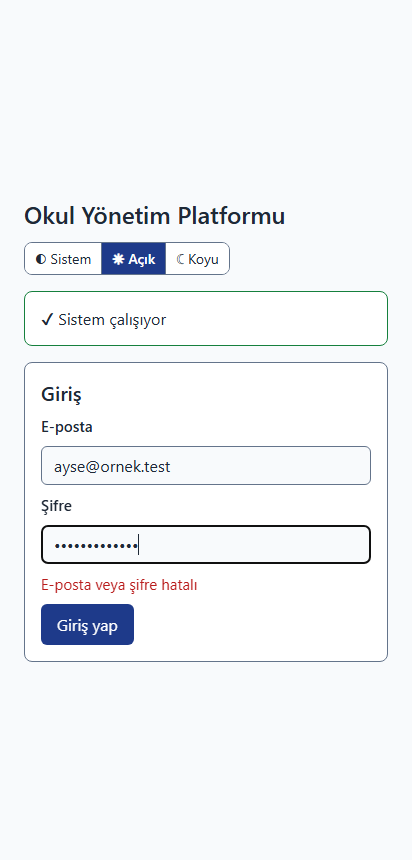 Okul Yönetim Platformu
◐ Sistem ✱ Açık ☾ Koyu
✓ Sistem çalışıyor
Giriş
E-posta
ayse@ornek.test
Şifre
•••••••••••••
E-posta veya şifre hatalı
Giriş yap